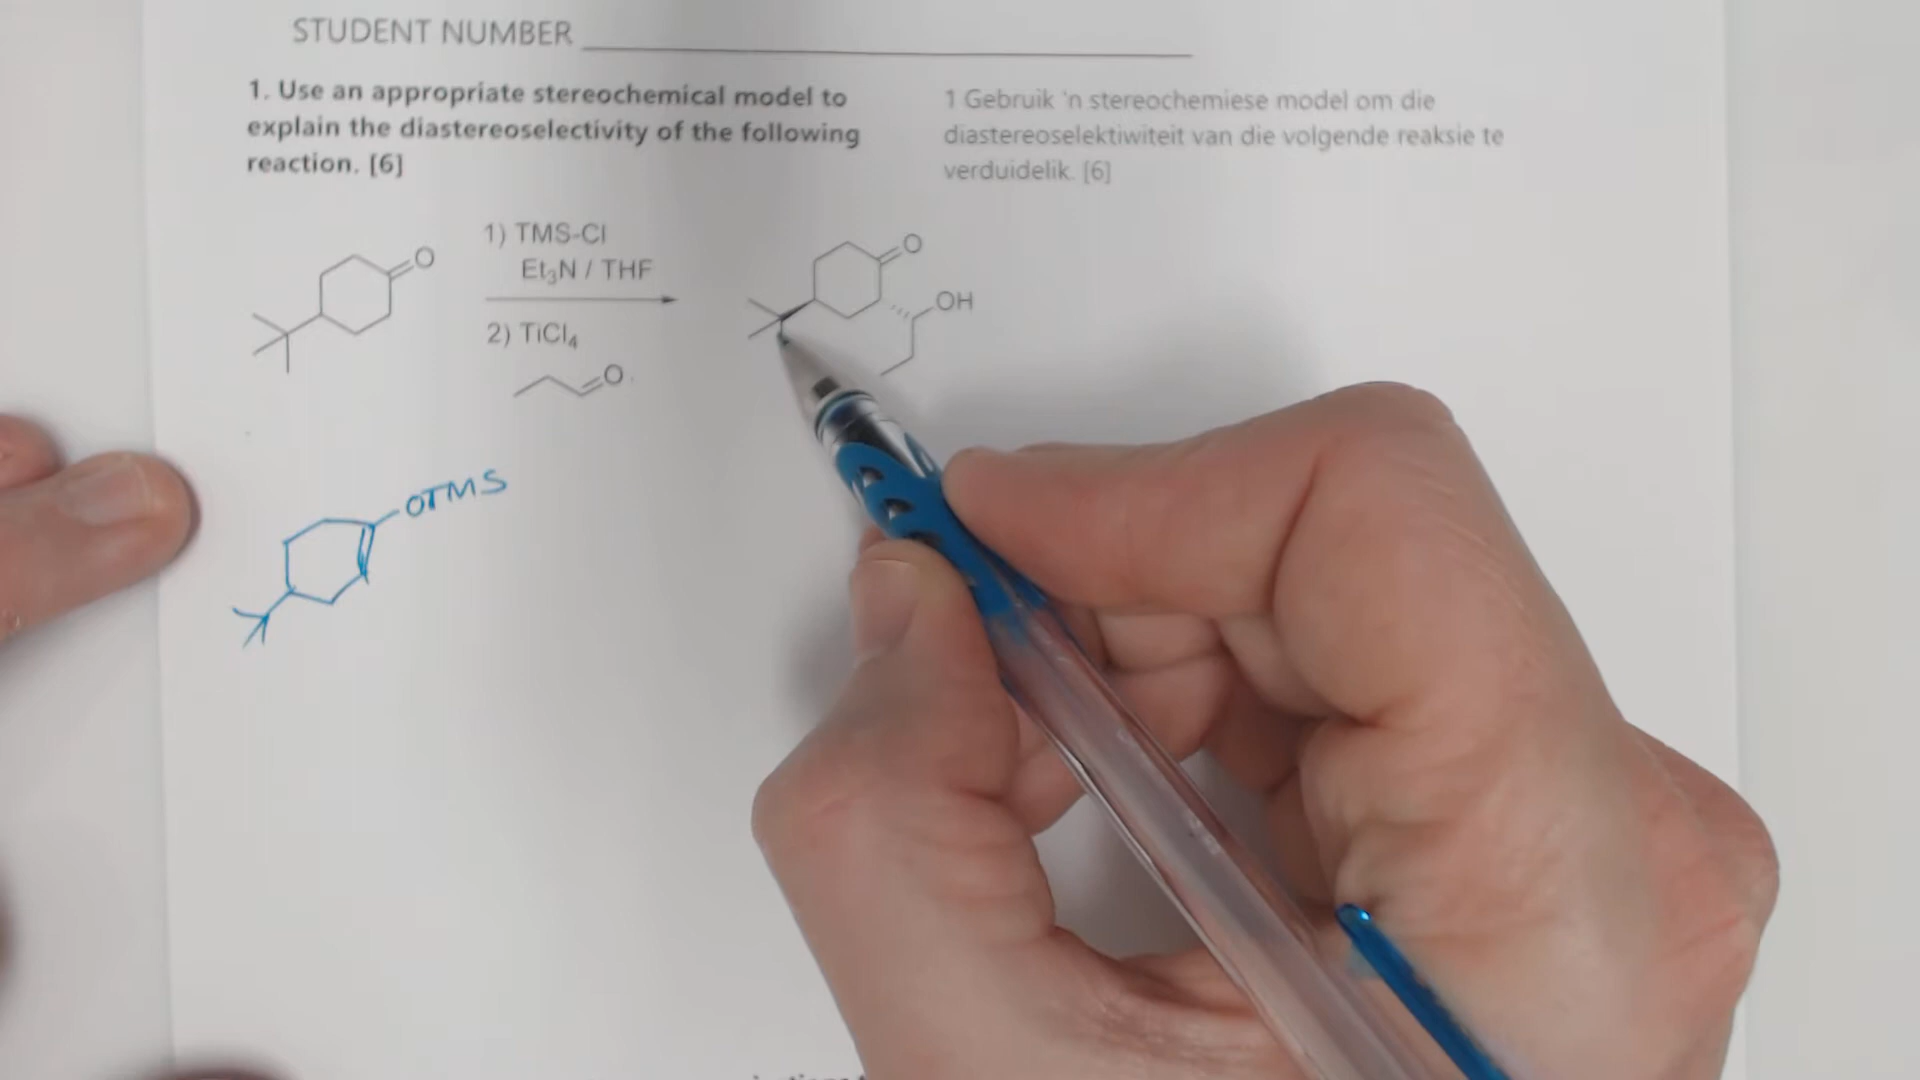 STUDENT NUMBER
1. Use an appropriate stereochemical model to
explain the diastereoselectivity of the following
reaction. [6]
1 Gebruik 'n stereochemiese model om die
diastereoselektiwiteit van die volgende reaksie te
verduidelik. [6]
1) TMS-Cl
Et₃N / THF
2) TiCl₄
O
O
O
OH
OTMS